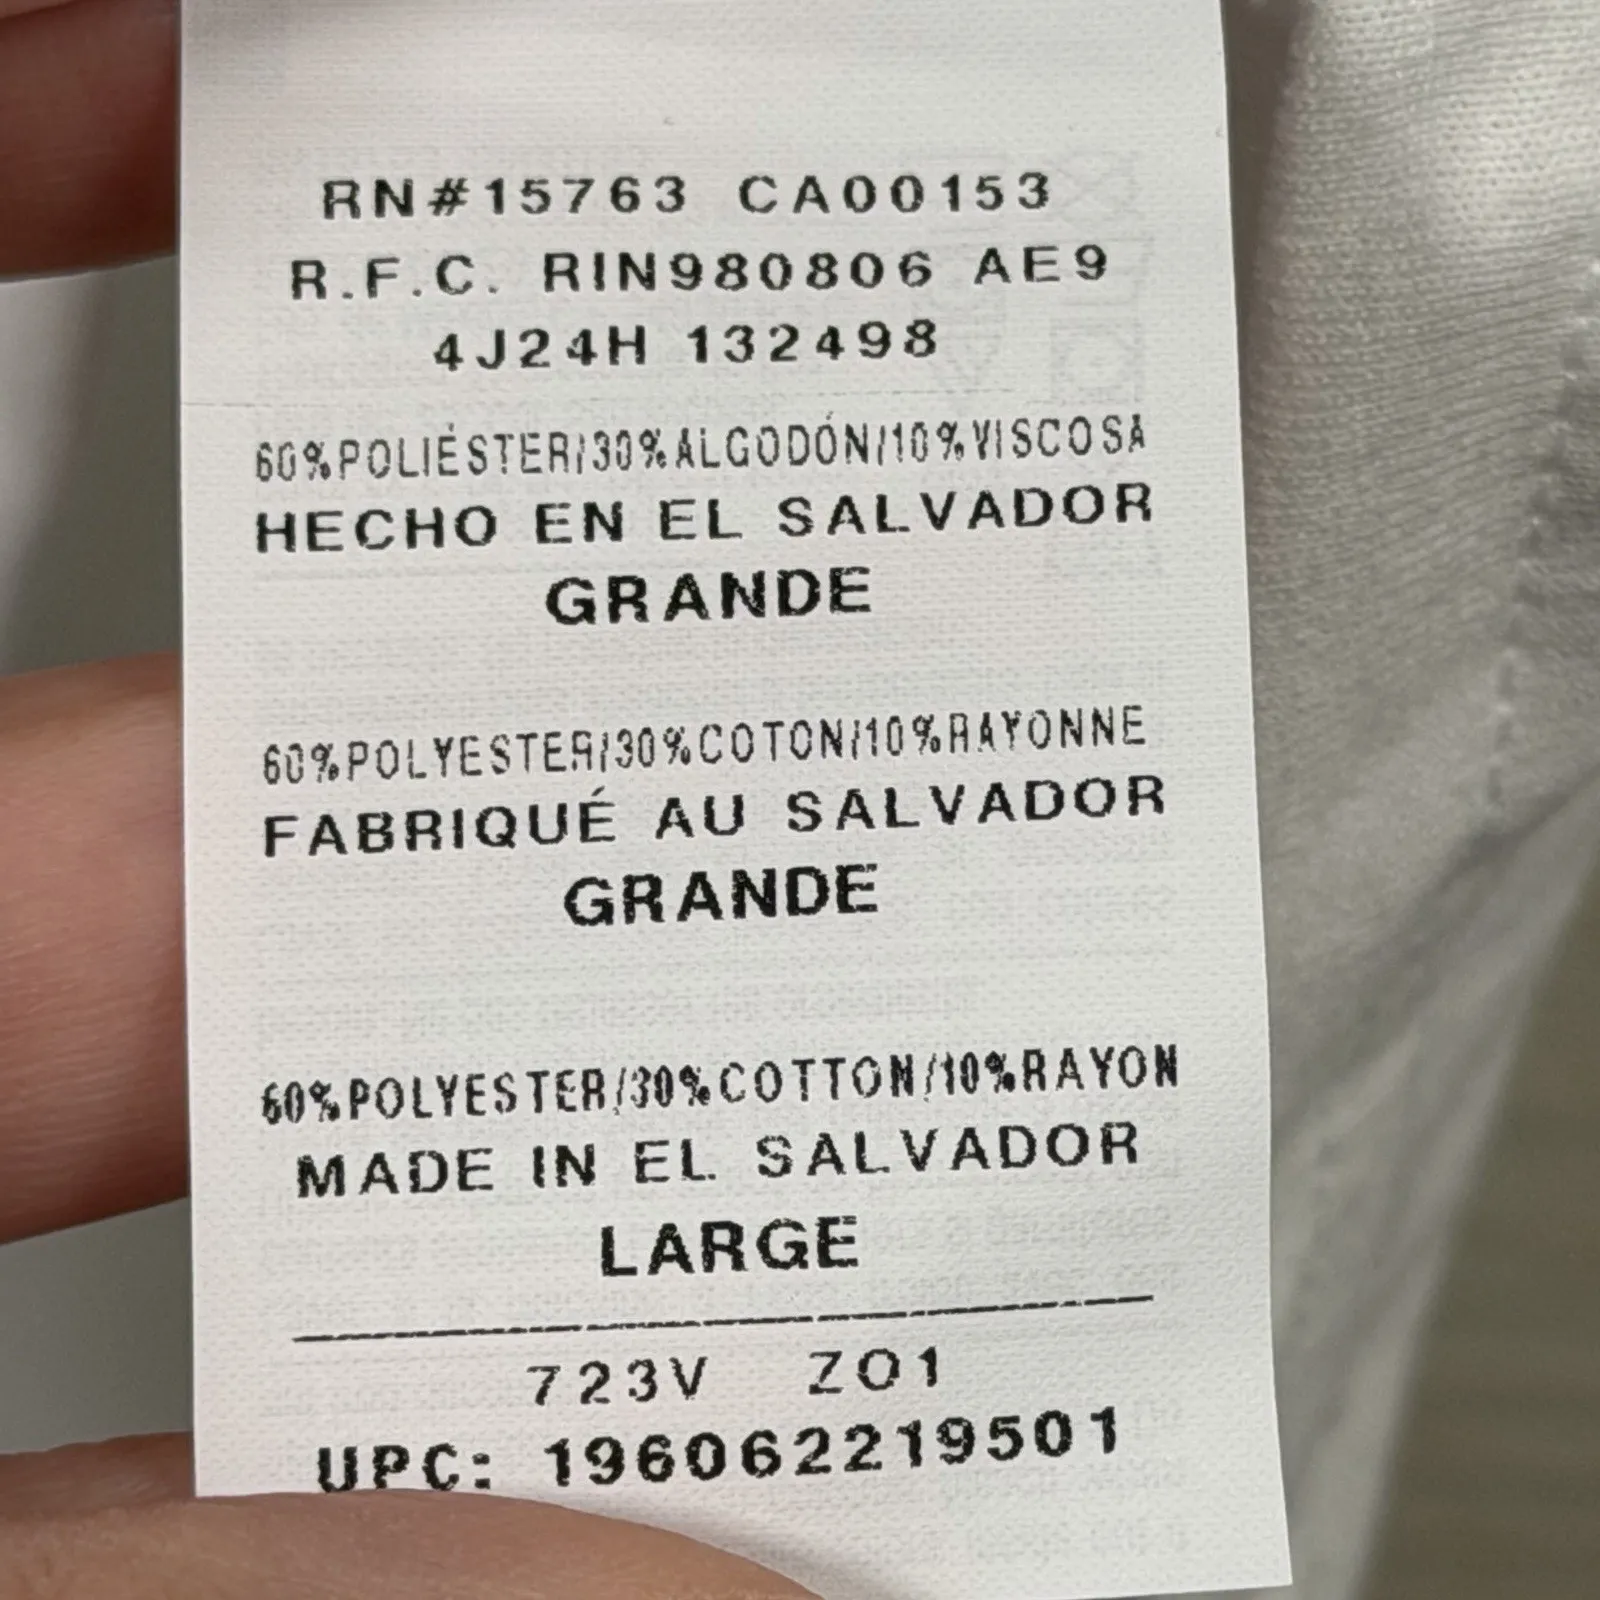 RN#15763 CA00153
R.F.C. RIN980806 AE9
4J24H 132498
60%POLIÉSTER/30%ALGODÓN/10%VISCOSA
HECHO EN EL SALVADOR
GRANDE
60%POLYESTER/30%COTON/10%RAYONNE
FABRIQUÉ AU SALVADOR
GRANDE
60%POLYESTER/30%COTTON/10%RAYON
MADE IN EL SALVADOR
LARGE
723V ZO1
UPC: 196062219501